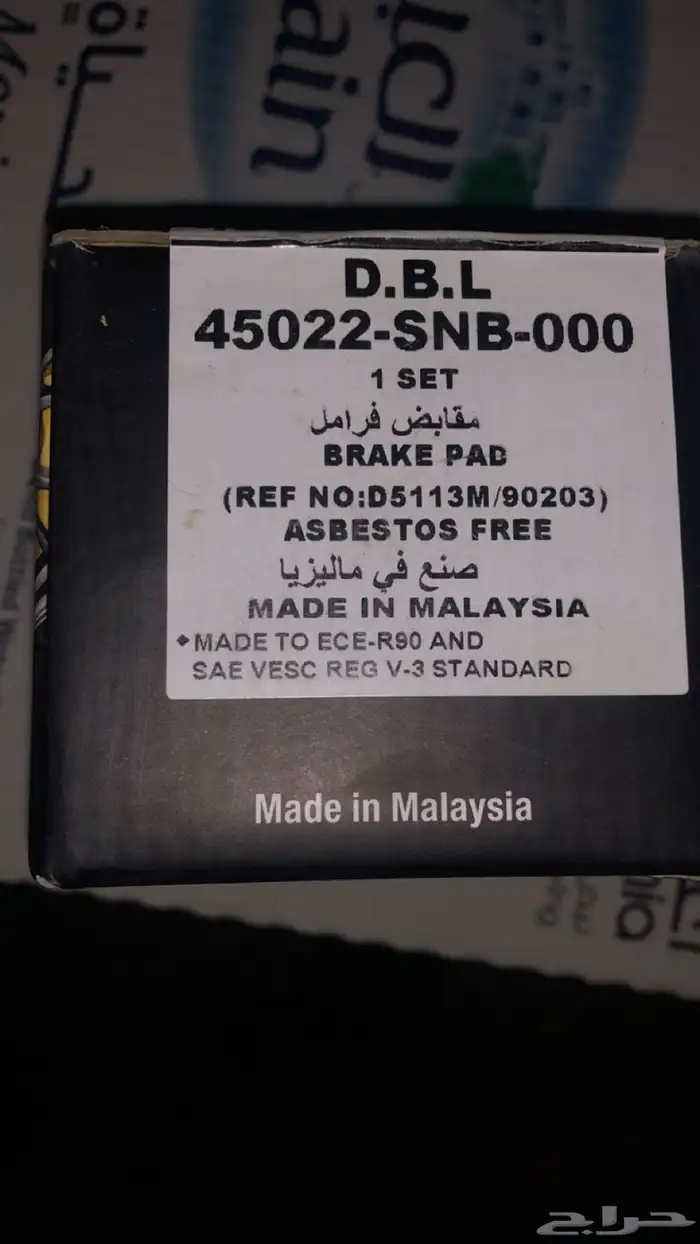 D.B.L
45022-SNB-000
1 SET
مقابض فرامل
BRAKE PAD
(REF NO:D5113M/90203)
ASBESTOS FREE
صنع في ماليزيا
MADE IN MALAYSIA
◆MADE TO ECE-R90 AND
SAE VESC REG V-3 STANDARD
Made in Malaysia
حراج